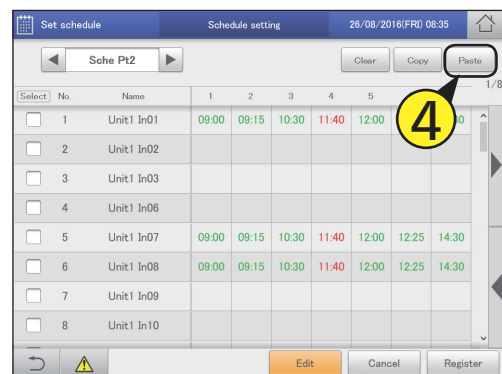 Set schedule Schedule setting 26/08/2016(FRI) 08:35
Sche Pt2 Clear Copy Paste
1/8
Select No. Name 1 2 3 4 5
1 Unit1 In01 09:00 09:15 10:30 11:40 12:00
4
2 Unit1 In02
3 Unit1 In03
4 Unit1 In06
5 Unit1 In07 09:00 09:15 10:30 11:40 12:00 12:25 14:30
6 Unit1 In08 09:00 09:15 10:30 11:40 12:00 12:25 14:30
7 Unit1 In09
8 Unit1 In10
Edit Cancel Register